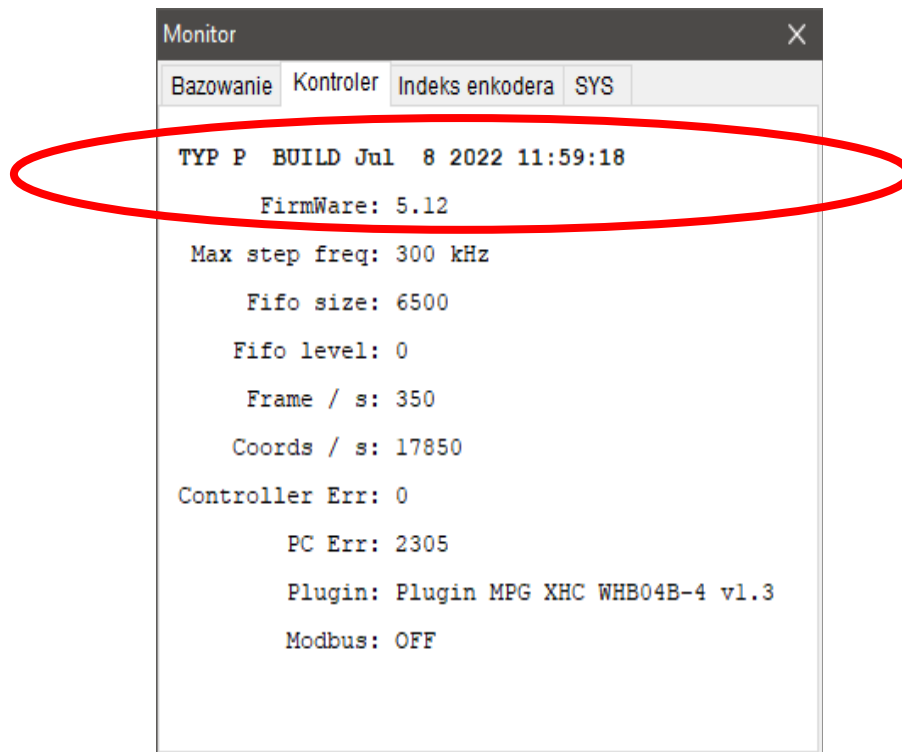 Monitor
Bazowanie Kontroler Indeks enkodera SYS
TYP P BUILD Jul 8 2022 11:59:18
FirmWare: 5.12
Max step freq: 300 kHz
Fifo size: 6500
Fifo level: 0
Frame / s: 350
Coords / s: 17850
Controller Err: 0
PC Err: 2305
Plugin: Plugin MPG XHC WHB04B-4 v1.3
Modbus: OFF